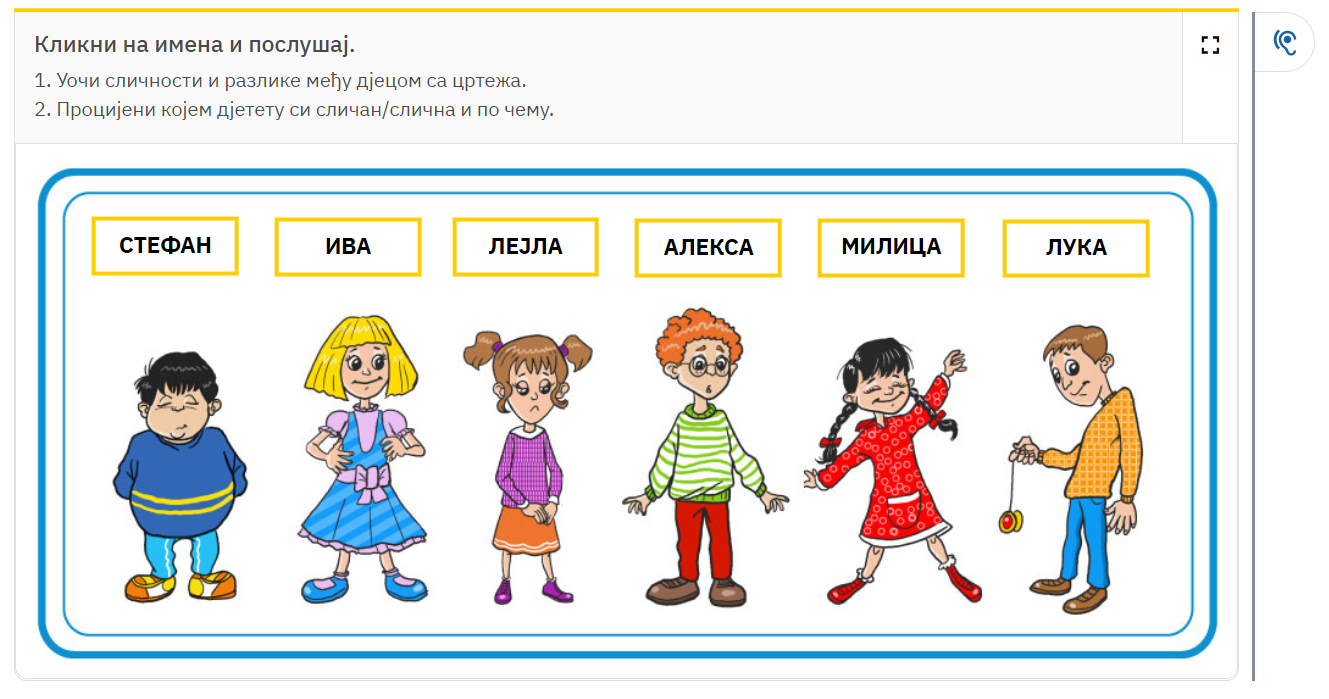 Кликни на имена и послушај.
1. Уочи сличности и разлике међу дјецом са цртежа.
2. Процијени којем дјетету си сличан/слична и по чему.
СТЕФАН
ИВА
ЛЕЈЛА
АЛЕКСА
МИЛИЦА
ЛУКА